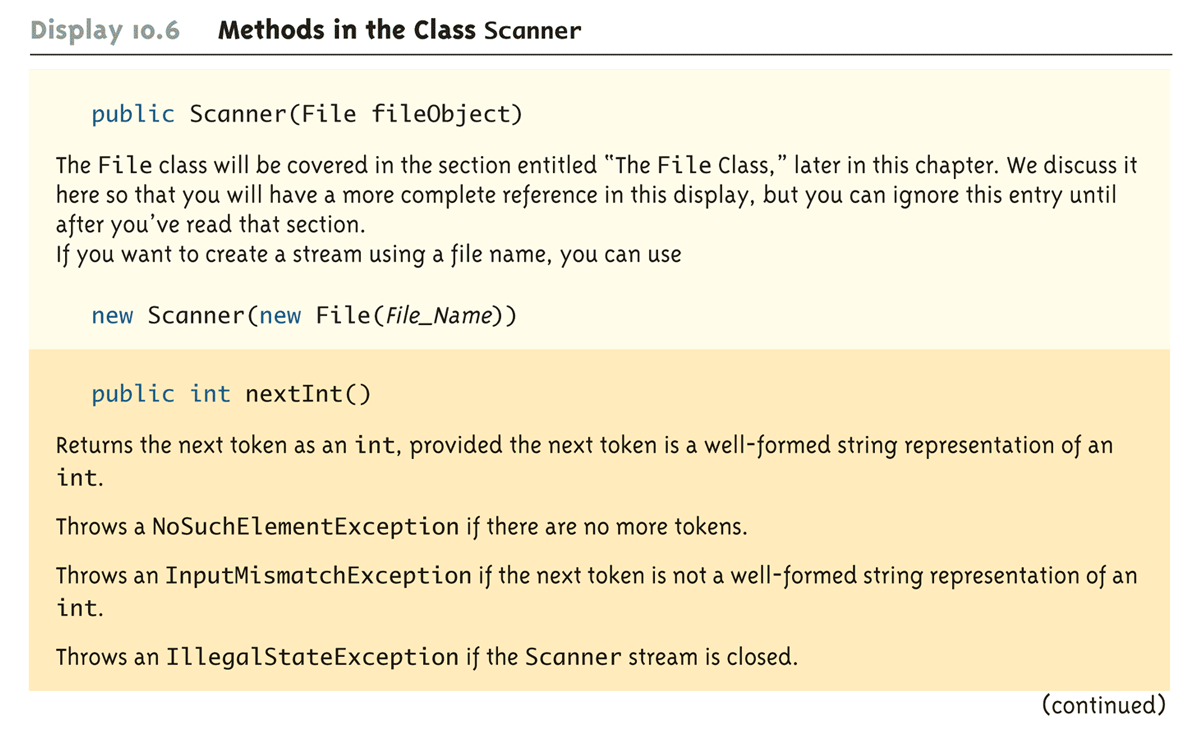 Display 10.6 Methods in the Class Scanner
public Scanner(File fileObject)
The File class will be covered in the section entitled “The File Class,” later in this chapter. We discuss it
here so that you will have a more complete reference in this display, but you can ignore this entry until
after you’ve read that section.
If you want to create a stream using a file name, you can use
new Scanner(new File(File_Name))
public int nextInt()
Returns the next token as an int, provided the next token is a well-formed string representation of an
int.
Throws a NoSuchElementException if there are no more tokens.
Throws an InputMismatchException if the next token is not a well-formed string representation of an
int.
Throws an IllegalStateException if the Scanner stream is closed.
(continued)